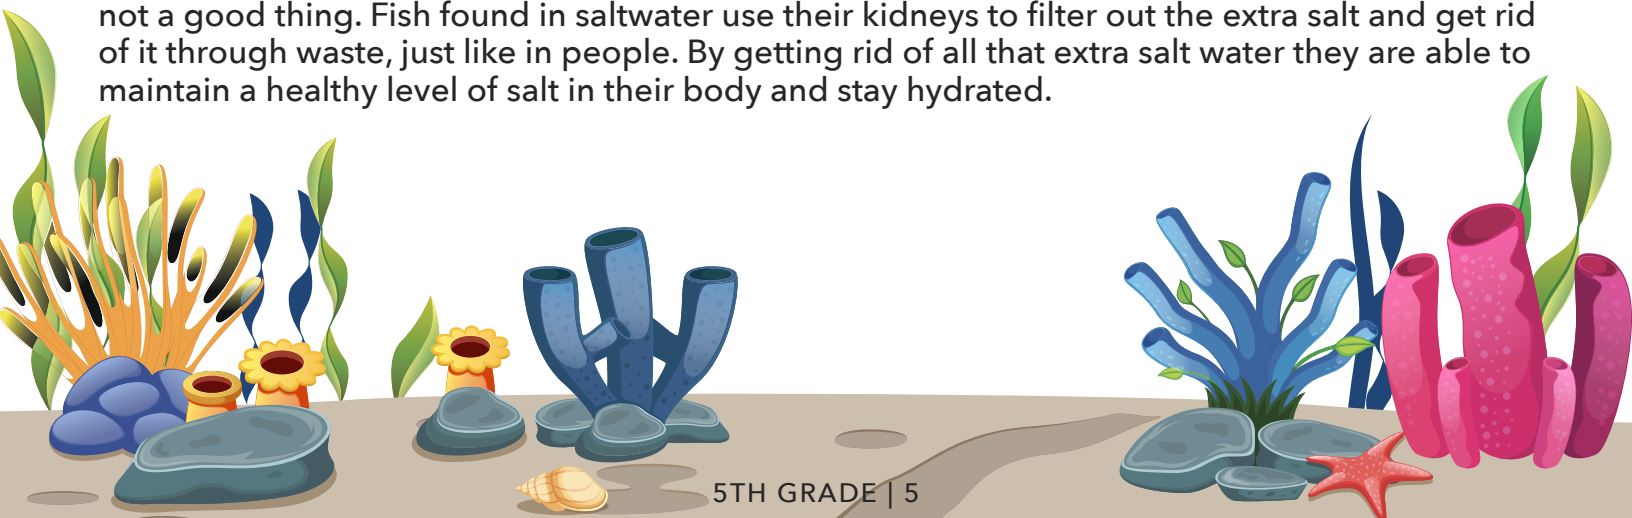 not a good thing. Fish found in saltwater use their kidneys to filter out the extra salt and get rid
of it through waste, just like in people. By getting rid of all that extra salt water they are able to
maintain a healthy level of salt in their body and stay hydrated.
5TH GRADE | 5